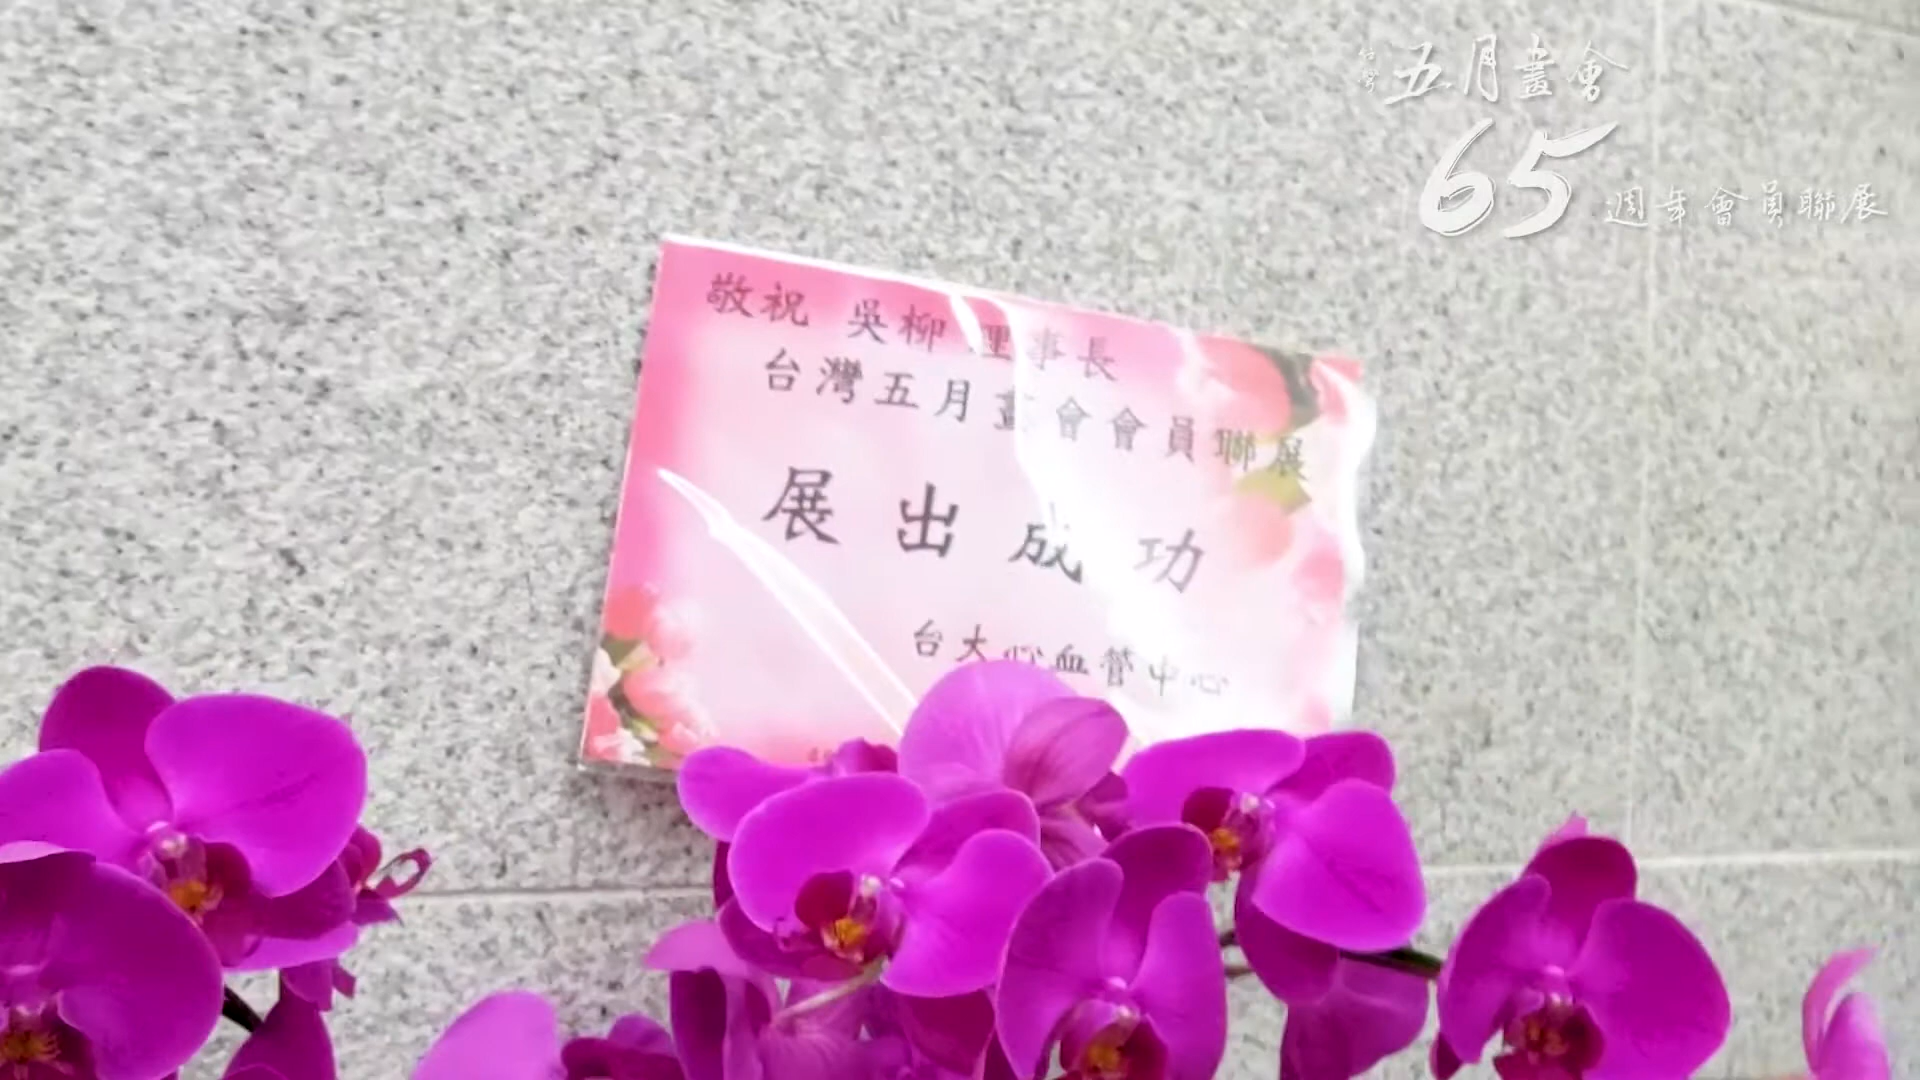 台灣五月畫會
65週年會員聯展
敬祝 吳柳 理事長
台灣五月畫會會員聯展
展出成功
台大心血管中心